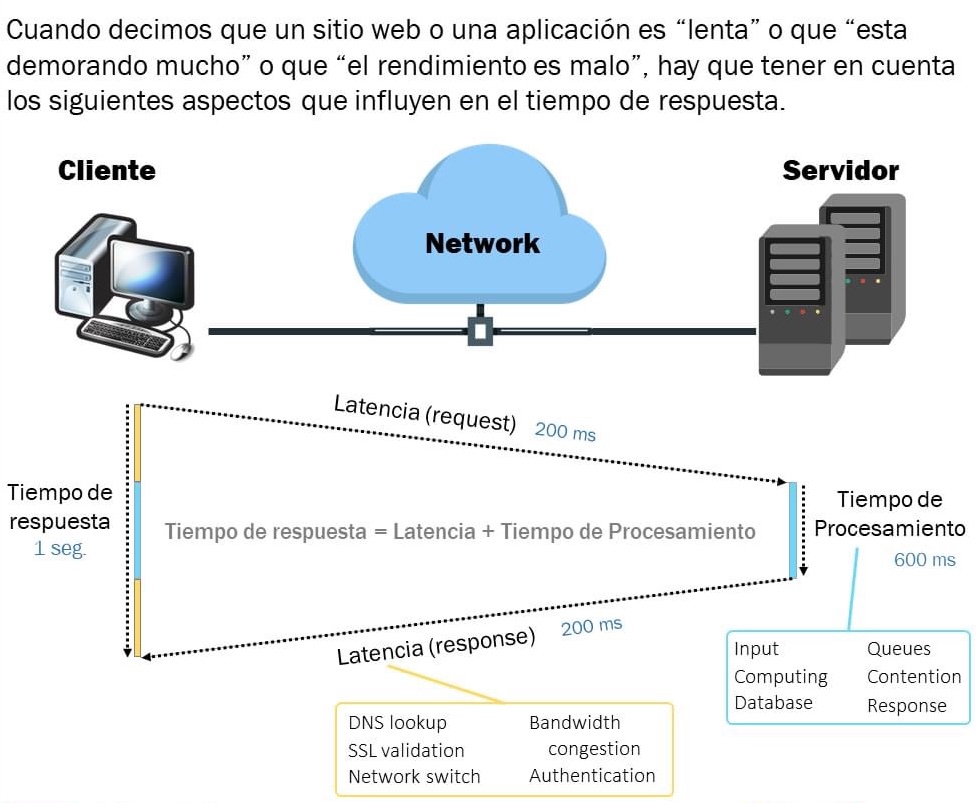 Cuando decimos que un sitio web o una aplicación es “lenta” o que “esta
demorando mucho” o que “el rendimiento es malo”, hay que tener en cuenta
los siguientes aspectos que influyen en el tiempo de respuesta.
Cliente
Network
Servidor
Latencia (request) 200 ms
Tiempo de
respuesta
1 seg.
Tiempo de respuesta = Latencia + Tiempo de Procesamiento
Tiempo de
Procesamiento
600 ms
Latencia (response) 200 ms
Input
Computing
Database
Queues
Contention
Response
DNS lookup
SSL validation
Network switch
Bandwidth
congestion
Authentication